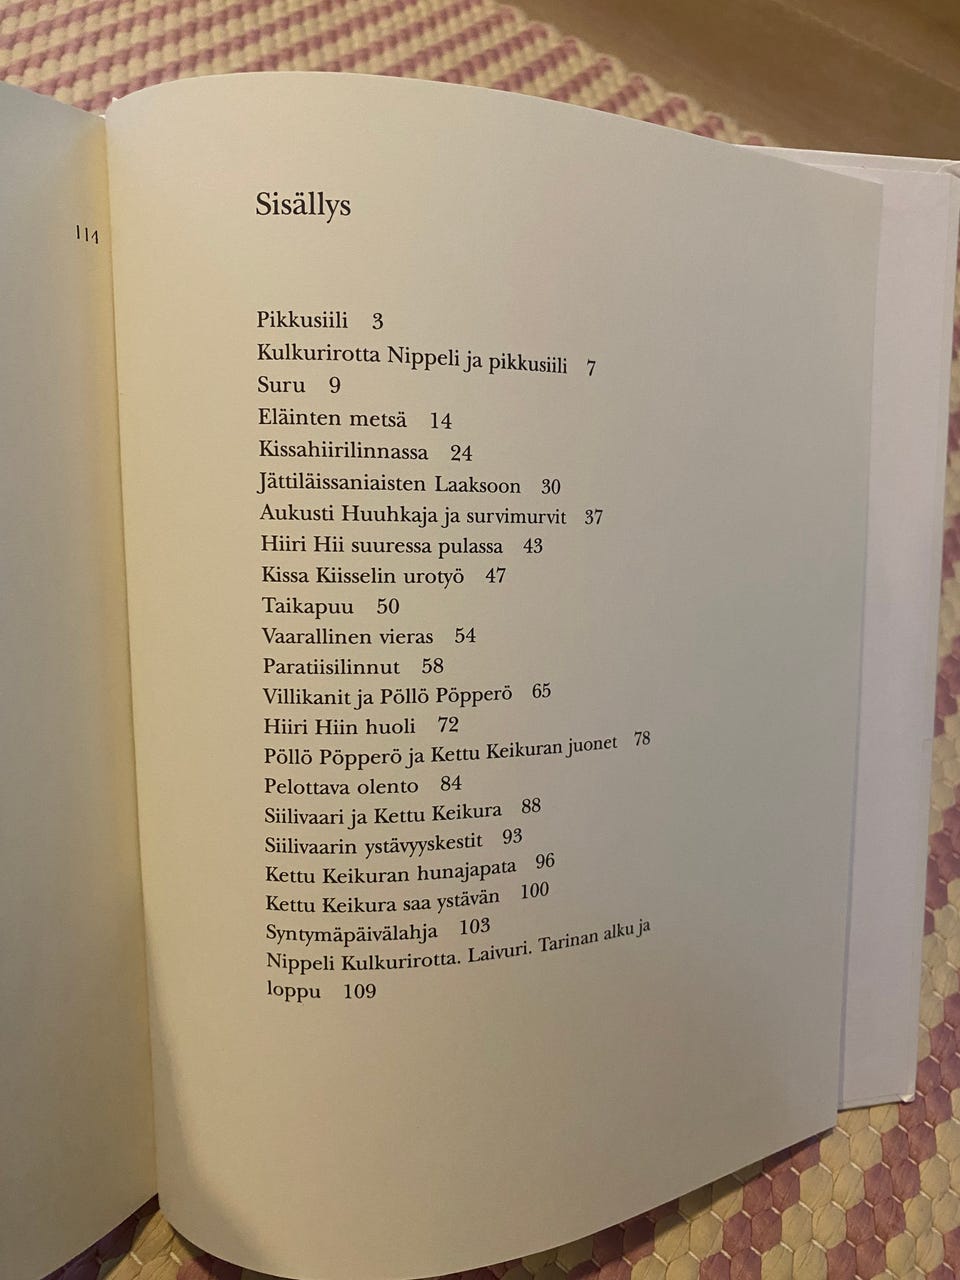 114
Sisällys
Pikkusiili 3
Kulkurirotta Nippeli ja pikkusiili 7
Suru 9
Eläinten metsä 14
Kissahiirilinnassa 24
Jättiläissaniaisten Laaksoon 30
Aukusti Huuhkaja ja survimurvit 37
Hiiri Hii suuressa pulassa 43
Kissa Kiisselin urotyö 47
Taikapuu 50
Vaarallinen vieras 54
Paratiisilinnut 58
Villikanit ja Pöllö Pöpperö 65
Hiiri Hiin huoli 72
Pöllö Pöpperö ja Kettu Keikuran juonet 78
Pelottava olento 84
Siilivaari ja Kettu Keikura 88
Siilivaarin ystävyyskestit 93
Kettu Keikuran hunajapata 96
Kettu Keikura saa ystävän 100
Syntymäpäivälahja 103
Nippeli Kulkurirotta. Laivuri. Tarinan alku ja
loppu 109